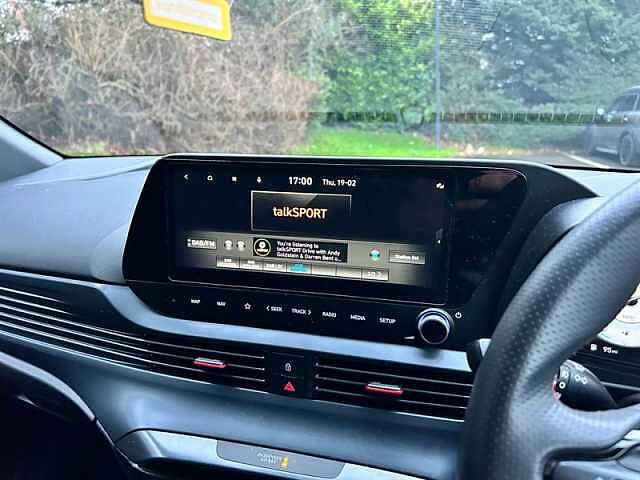 17:00 Thu, 19-02
talkSPORT
DAB/FM
You're listening to
talkSPORT Drive with Andy
Goldstein & Darren Bent o...
Station list
MAP NAV SEEK TRACK RADIO MEDIA SETUP